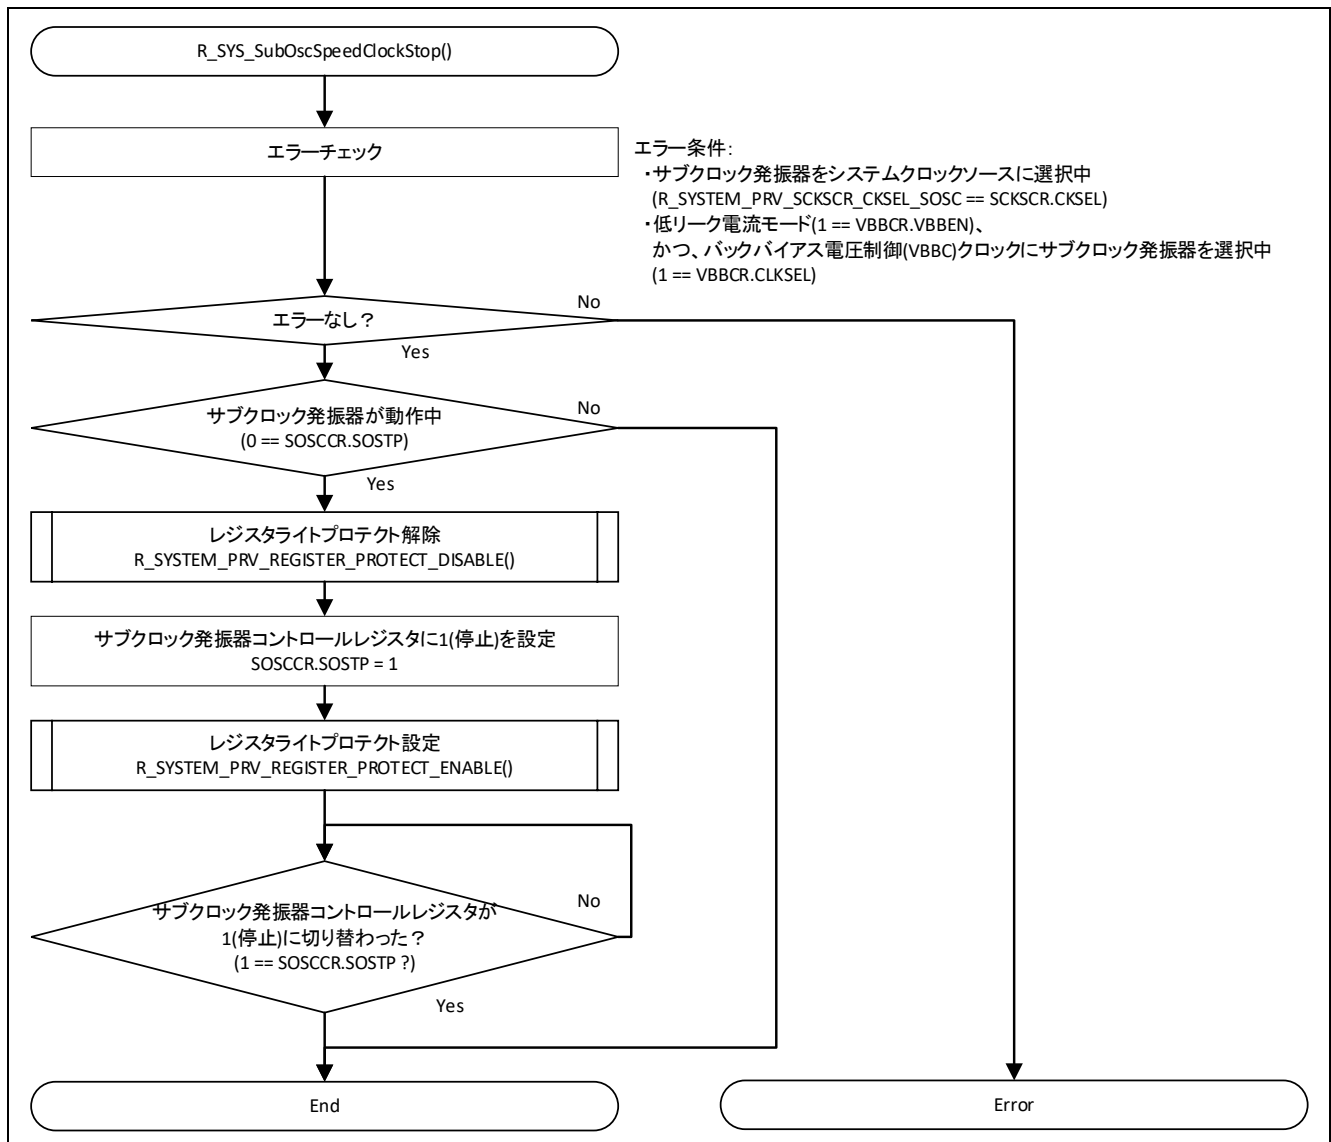 R_SYS_SubOscSpeedClockStop()
エラーチェック
エラー条件:
・サブクロック発振器をシステムクロックソースに選択中
(R_SYSTEM_PRV_SCKSCR_CKSEL_SOSC == SCKSCR.CKSEL)
・低リーク電流モード(1 == VBBCR.VBBEN)、
かつ、バックバイアス電圧制御(VBBC)クロックにサブクロック発振器を選択中
(1 == VBBCR.CLKSEL)
エラーなし?
No
Yes
サブクロック発振器が動作中
(0 == SOSCCR.SOSTP)
No
Yes
レジスタライトプロテクト解除
R_SYSTEM_PRV_REGISTER_PROTECT_DISABLE()
サブクロック発振器コントロールレジスタに1(停止)を設定
SOSCCR.SOSTP = 1
レジスタライトプロテクト設定
R_SYSTEM_PRV_REGISTER_PROTECT_ENABLE()
サブクロック発振器コントロールレジスタが
1(停止)に切り替わった?
(1 == SOSCCR.SOSTP ?)
No
Yes
End
Error